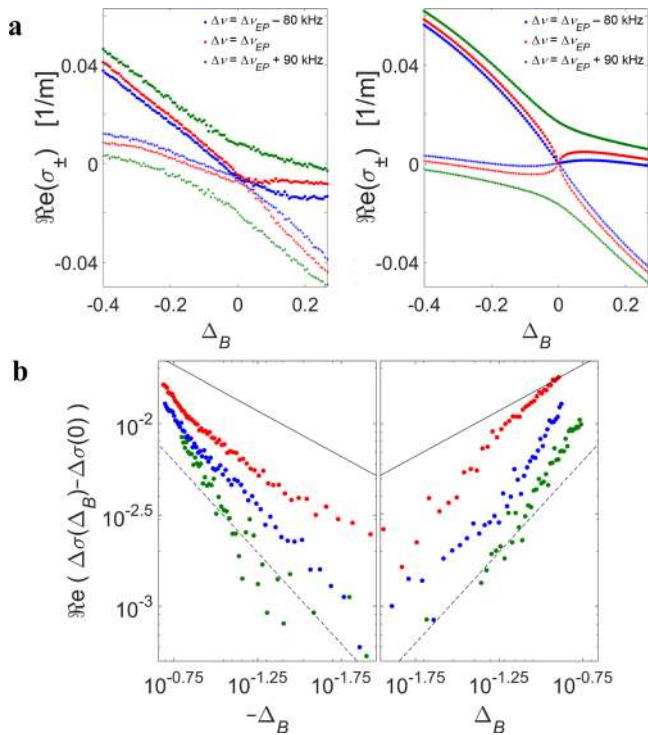 a
Δν = Δν_EP − 80 kHz
Δν = Δν_EP
Δν = Δν_EP + 90 kHz
ℜe(σ±) [1/m]
0.04
0
-0.04
-0.4 -0.2 0 0.2
Δ_B
Δν = Δν_EP − 80 kHz
Δν = Δν_EP
Δν = Δν_EP + 90 kHz
ℜe(σ±) [1/m]
0.04
0
-0.04
-0.4 -0.2 0 0.2
Δ_B
b
ℜe ( Δσ(Δ_B)−Δσ(0) )
10^-2
10^-2.5
10^-3
10^-0.75 10^-1.25 10^-1.75
−Δ_B
10^-1.75 10^-1.25 10^-0.75
Δ_B